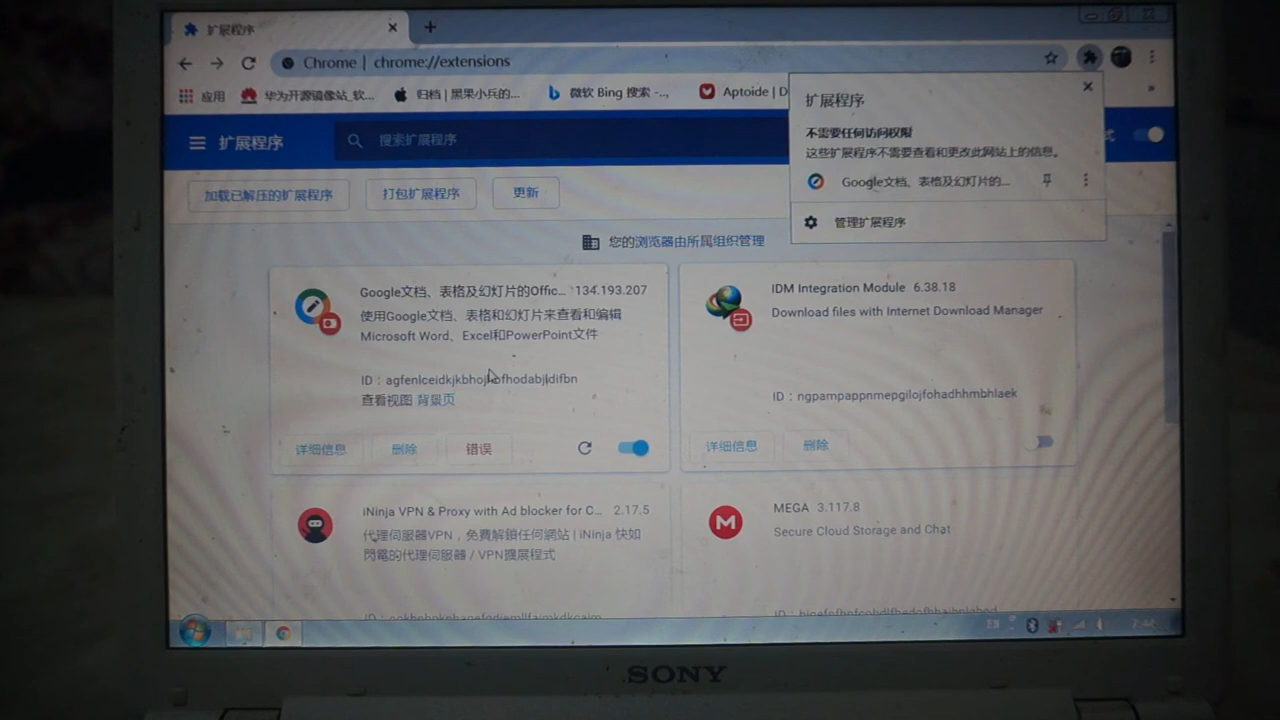 扩展程序
Chrome | chrome://extensions
应用
华为开源镜像站_软...
归档 | 黑果小兵的...
微软 Bing 搜索 -...
Aptoide | D
扩展程序
搜索扩展程序
扩展程序
不需要任何访问权限
这些扩展程序不需要查看和更改此网站上的信息。
Google文档、表格及幻灯片的...
管理扩展程序
加载已解压的扩展程序
打包扩展程序
更新
您的浏览器由所属组织管理
Google文档、表格及幻灯片的Offic... 134.193.207
使用Google文档、表格和幻灯片来查看和编辑
Microsoft Word、Excel和PowerPoint文件
查看视图 背景页
详细信息
删除
错误
IDM Integration Module 6.38.18
Download files with Internet Download Manager
ID：ngpampappnmepgilojfohadhhmbhlaek
详细信息
删除
iNinja VPN & Proxy with Ad blocker for C... 2.17.5
代理伺服器VPN，免費解鎖任何網站 | iNinja 快如
閃電的代理伺服器 / VPN擴展程式
MEGA 3.117.8
Secure Cloud Storage and Chat
SONY